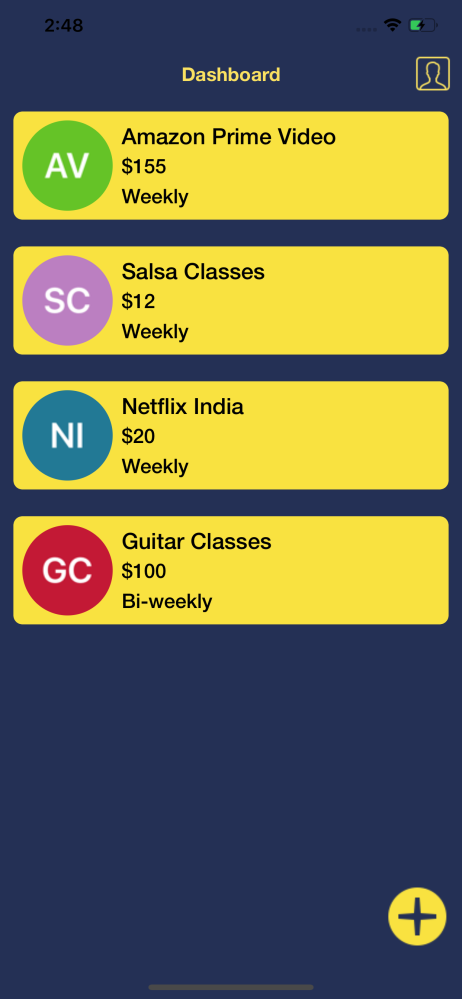 2:48
Dashboard
AV
Amazon Prime Video
$155
Weekly
SC
Salsa Classes
$12
Weekly
NI
Netflix India
$20
Weekly
GC
Guitar Classes
$100
Bi-weekly